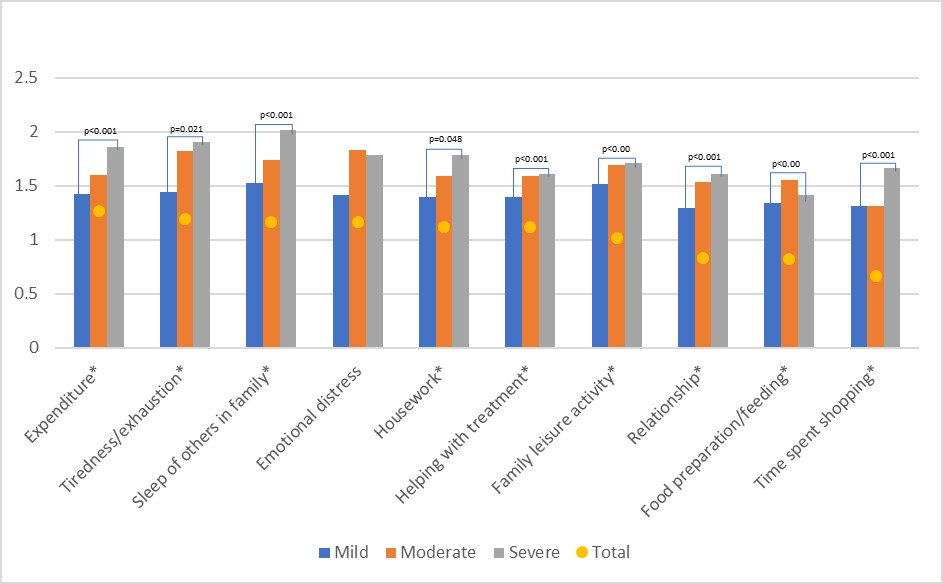 2.5
2
1.5
1
0.5
0
p<0.001
p=0.021
p<0.001
p=0.048
p<0.001
p<0.00
p<0.001
p<0.00
p<0.001
Expenditure*
Tiredness/exhaustion*
Sleep of others in family*
Emotional distress
Housework*
Helping with treatment*
Family leisure activity*
Relationship*
Food preparation/feeding*
Time spent shopping*
Mild Moderate Severe Total